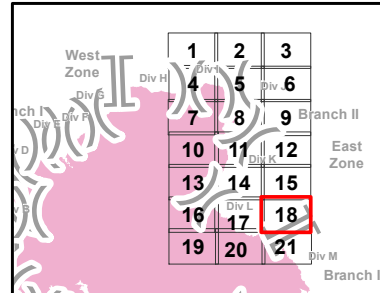 1 2 3
West
Zone
Div H
Div I
Div J
4 5 6
Div G
nch I
Div F
Div E
7 8 9
Branch II
Div D
10 11 12
East
Zone
Div K
13 14 15
Div B
Div L
16 17 18
19 20 21
Div M
Branch I